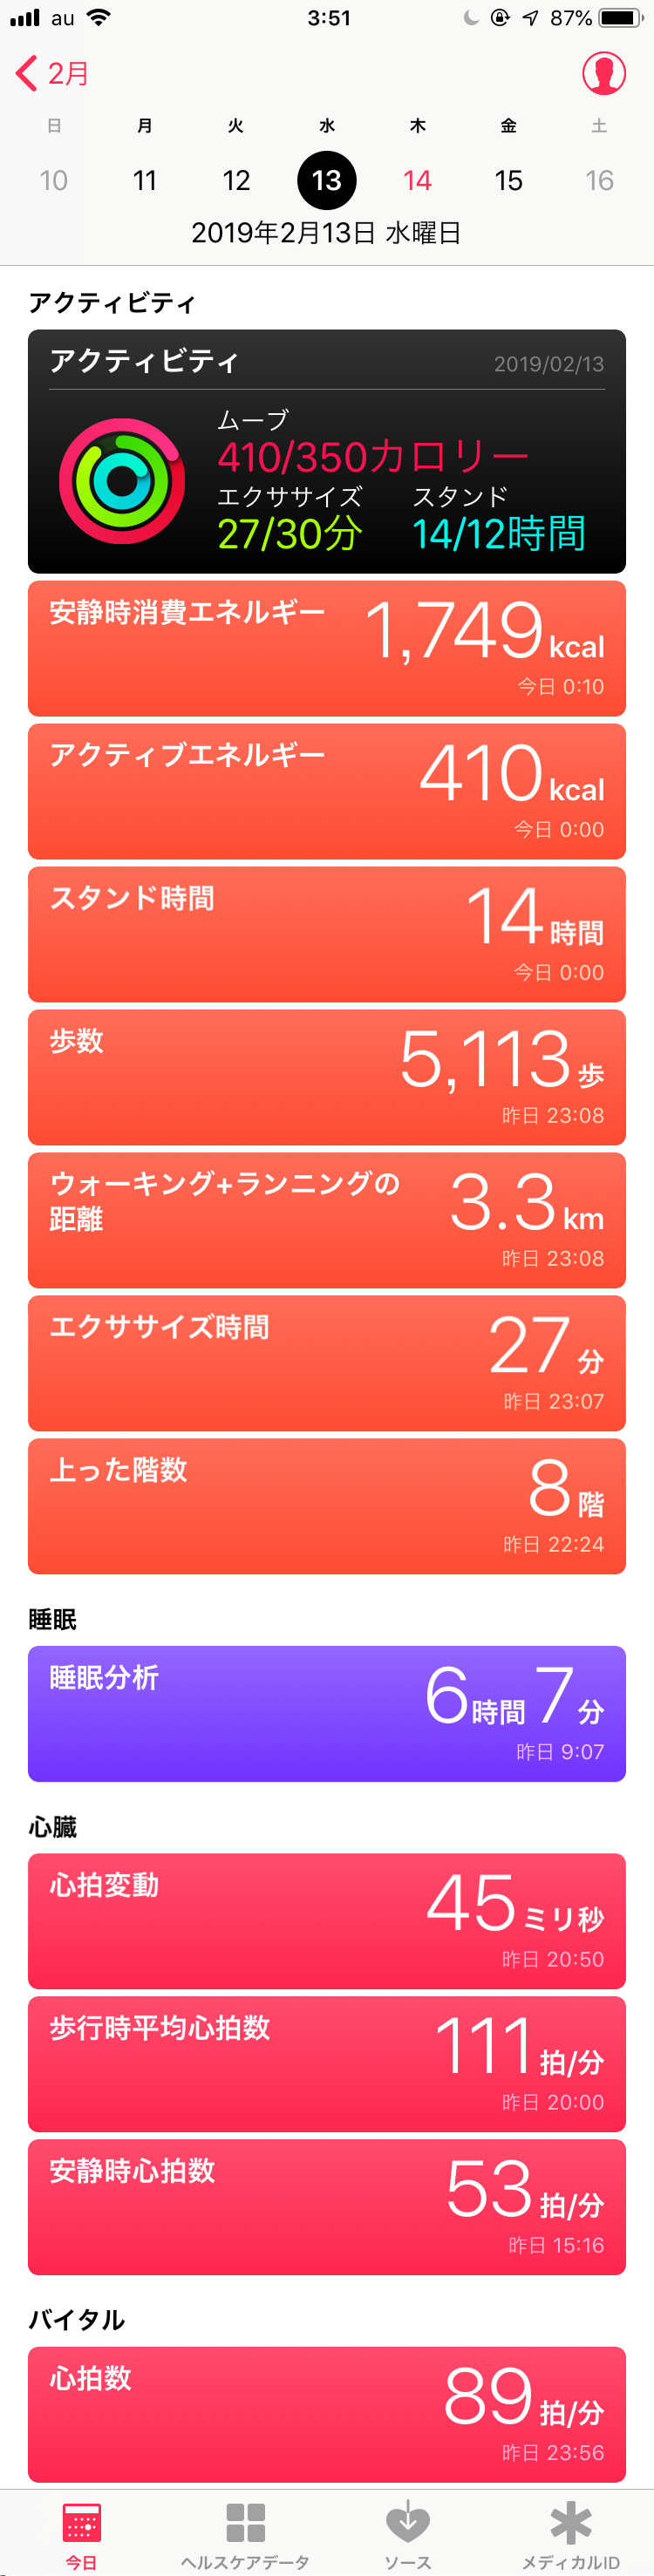 au 3:51 87%
2月
日 月 火 水 木 金 土
10 11 12 13 14 15 16
2019年2月13日 水曜日
アクティビティ
アクティビティ 2019/02/13
ムーブ
410/350カロリー
エクササイズ スタンド
27/30分 14/12時間
安静時消費エネルギー 1,749 kcal
今日 0:10
アクティブエネルギー 410 kcal
今日 0:00
スタンド時間 14 時間
今日 0:00
歩数 5,113 歩
昨日 23:08
ウォーキング+ランニングの
距離 3.3 km
昨日 23:08
エクササイズ時間 27 分
昨日 23:07
上った階数 8 階
昨日 22:24
睡眠
睡眠分析 6時間 7分
昨日 9:07
心臓
心拍変動 45 ミリ秒
昨日 20:50
歩行時平均心拍数 111 拍/分
昨日 20:00
安静時心拍数 53 拍/分
昨日 15:16
バイタル
心拍数 89 拍/分
昨日 23:56
今日 ヘルスケアデータ ソース メディカルID